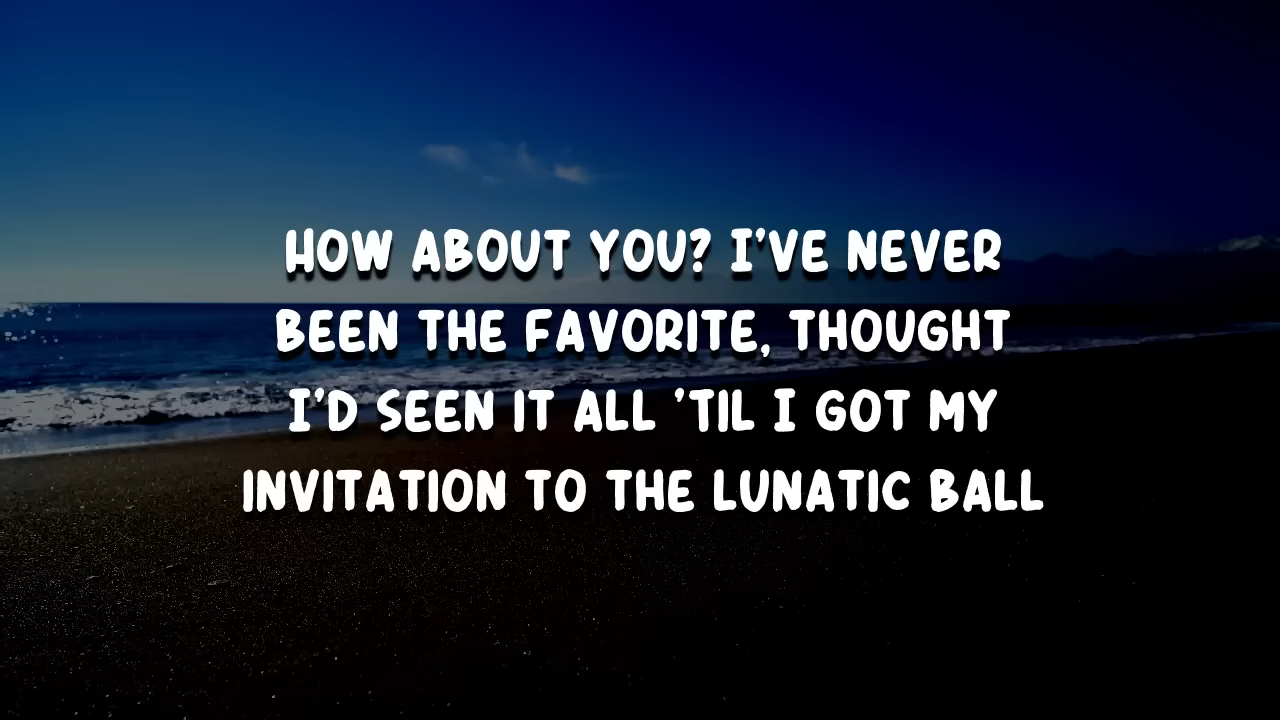 HOW ABOUT YOU? I'VE NEVER
BEEN THE FAVORITE, THOUGHT
I'D SEEN IT ALL 'TIL I GOT MY
INVITATION TO THE LUNATIC BALL